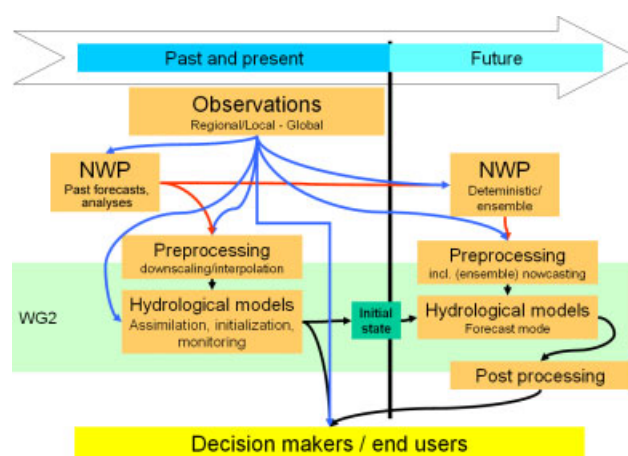 Past and present
Future
Observations
Regional/Local - Global
NWP
Past forecasts,
analyses
NWP
Deteministic/
ensemble
Preprocessing
downscaling/interpolation
Preprocessing
incl. (ensemble) nowcasting
WG2
Hydrological models
Assimilation, initialization,
monitoring
Initial
state
Hydrological models
Forecast mode
Post processing
Decision makers / end users